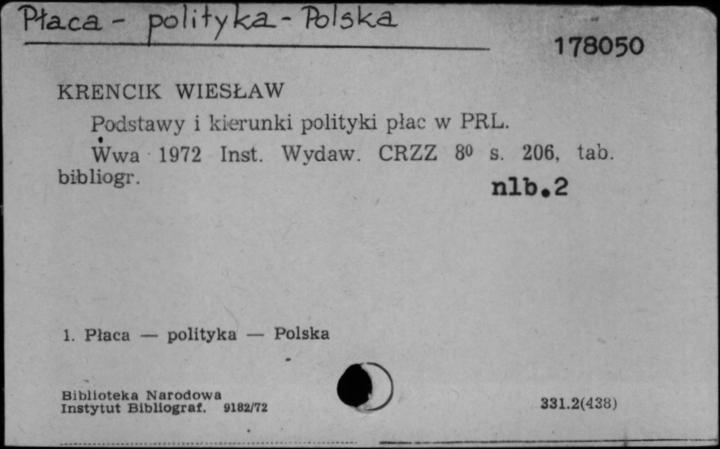 Płaca - polityka - Polska
178050
KRENCIK WIESŁAW
Podstawy i kierunki polityki płac w PRL.
Wwa 1972 Inst. Wydaw. CRZZ 8⁰ s. 206, tab.
bibliogr.
nlb.2
1. Płaca — polityka — Polska
Biblioteka Narodowa
Instytut Bibliograf. 9182/72
331.2(438)